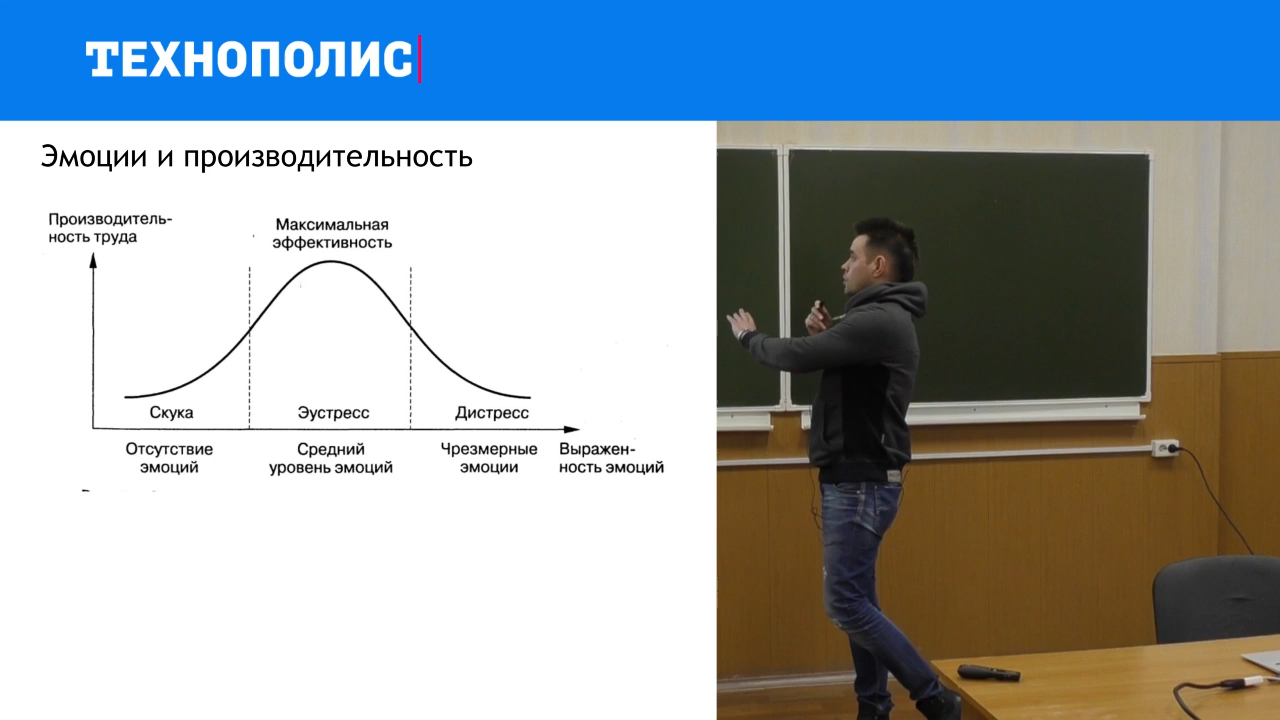 ТЕХНОПОЛИС
Эмоции и производительность
Производитель-
ность труда
Максимальная
эффективность
Скука
Эустресс
Дистресс
Отсутствие
эмоций
Средний
уровень эмоций
Чрезмерные
эмоции
Выражен-
ность эмоций